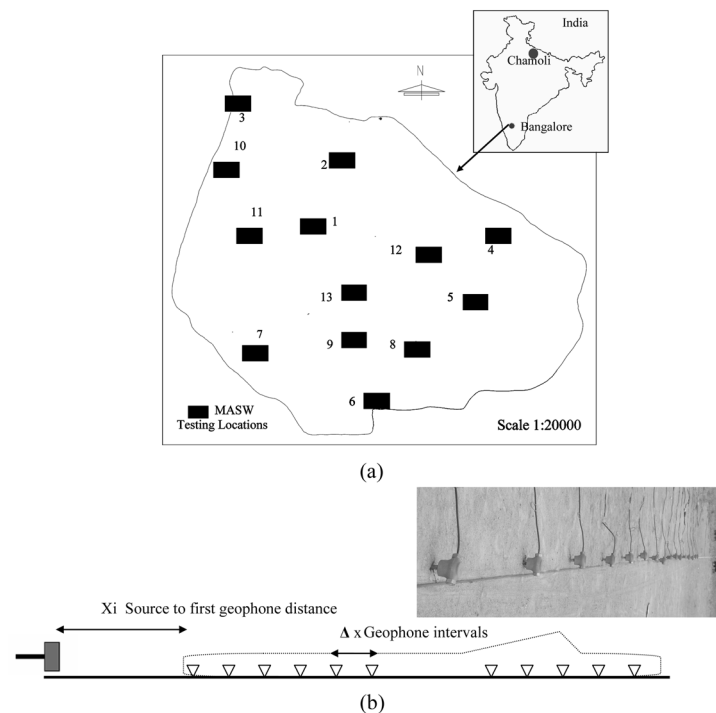 India
Chamoli
Bangalore
N
3
10
2
11
1
12
4
13
5
7
9
8
6
MASW
Testing Locations
Scale 1:20000
(a)
Xi Source to first geophone distance
Δ x Geophone intervals
(b)